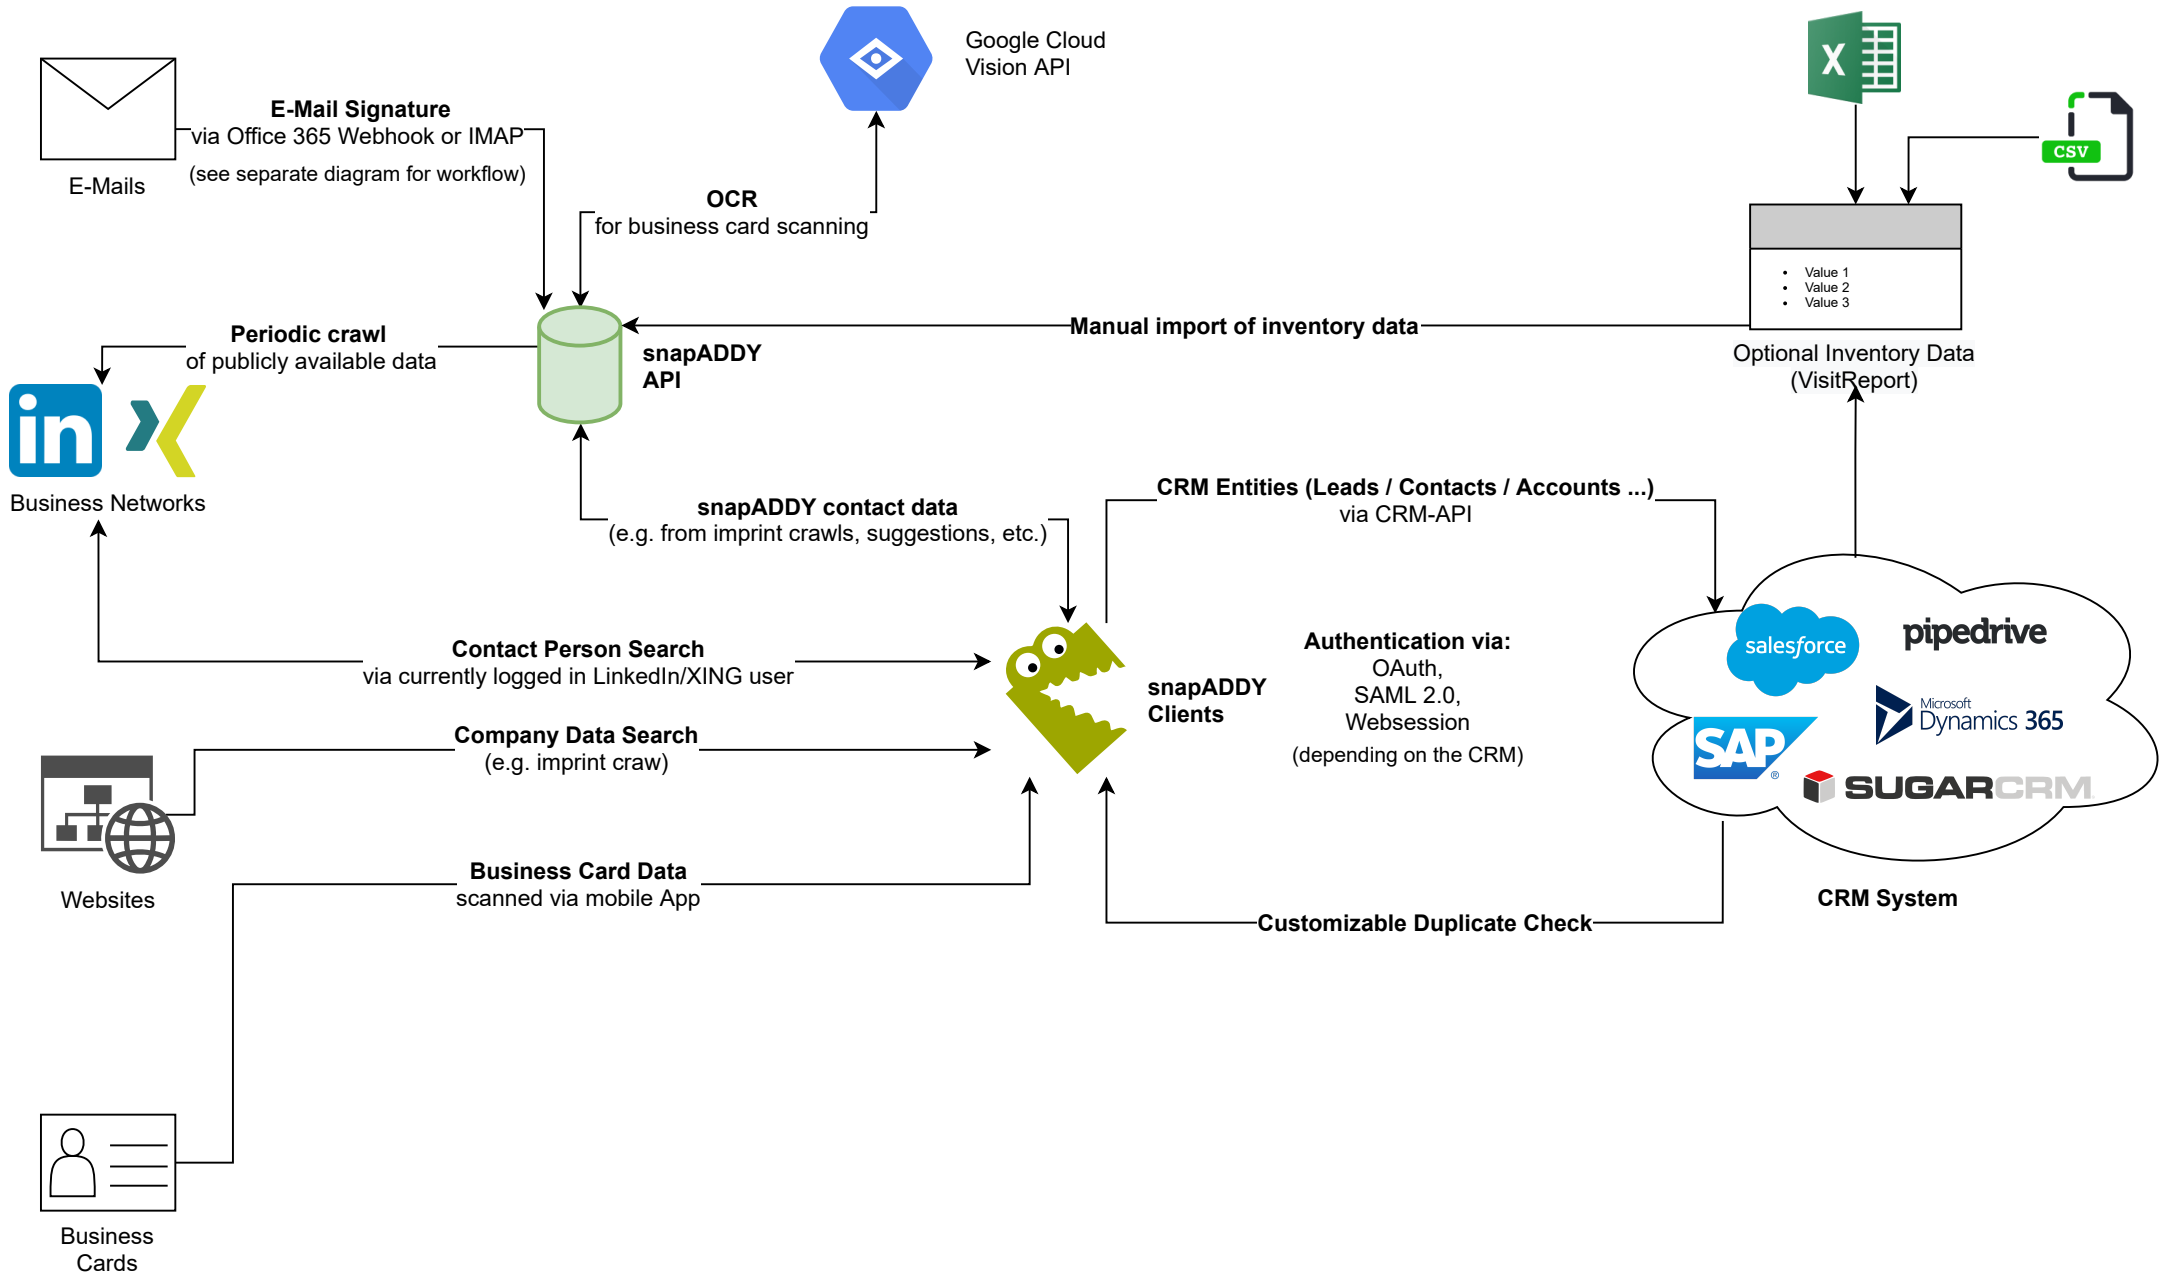 Google Cloud
Vision API
E-Mail Signature
via Office 365 Webhook or IMAP
(see separate diagram for workflow)
E-Mails
OCR
for business card scanning
X
CSV
• Value 1
• Value 2
• Value 3
Optional Inventory Data
(VisitReport)
Manual import of inventory data
Periodic crawl
of publicly available data
snapADDY
API
in
Business Networks
snapADDY contact data
(e.g. from imprint crawls, suggestions, etc.)
CRM Entities (Leads / Contacts / Accounts ...)
via CRM-API
Contact Person Search
via currently logged in LinkedIn/XING user
snapADDY
Clients
Authentication via:
OAuth,
SAML 2.0,
Websession
(depending on the CRM)
salesforce
pipedrive
Microsoft
Dynamics 365
SAP®
SUGARCRM
CRM System
Company Data Search
(e.g. imprint craw)
Websites
Business Card Data
scanned via mobile App
Customizable Duplicate Check
Business
Cards